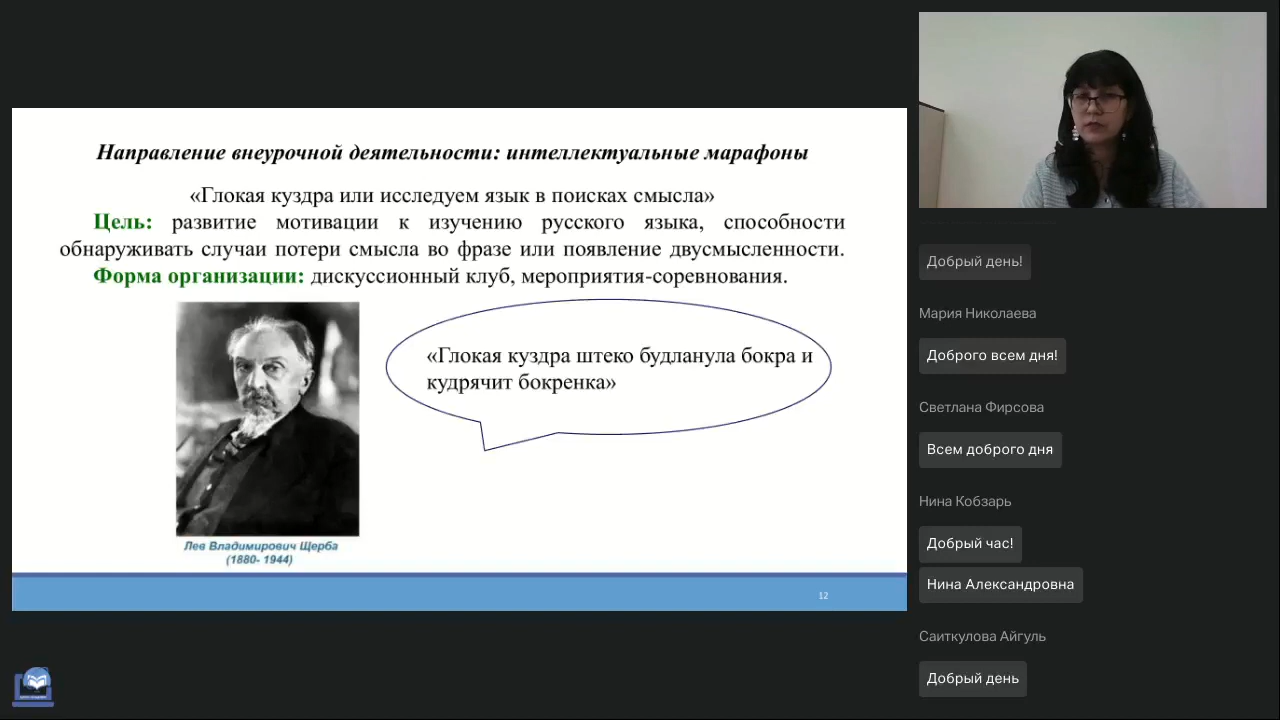 Направление внеурочной деятельности: интеллектуальные марафоны
«Глокая куздра или исследуем язык в поисках смысла»
Цель: развитие мотивации к изучению русского языка, способности
обнаруживать случаи потери смысла во фразе или появление двусмысленности.
Форма организации: дискуссионный клуб, мероприятия-соревнования.
«Глокая куздра штеко будланула бокра и
кудрячит бокренка»
Лев Владимирович Щерба
(1880- 1944)
12
Добрый день!
Мария Николаева
Доброго всем дня!
Светлана Фирсова
Всем доброго дня
Нина Кобзарь
Добрый час!
Нина Александровна
Саиткулова Айгуль
Добрый день